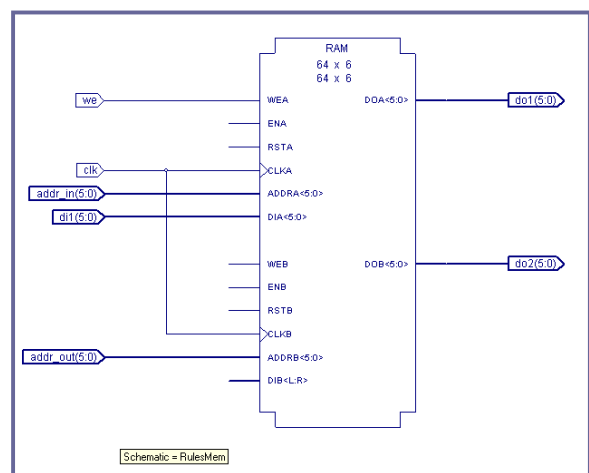 RAM
64 x 6
64 x 6
we WEA DOA<5:0> do1(5:0)
ENA
RSTA
clk CLKA
addr_in(5:0) ADDRA<5:0>
di1(5:0) DIA<5:0>
WEB DOB<5:0> do2(5:0)
ENB
RSTB
CLKB
addr_out(5:0) ADDRB<5:0>
DIB<L:R>
Schematic = RulesMem